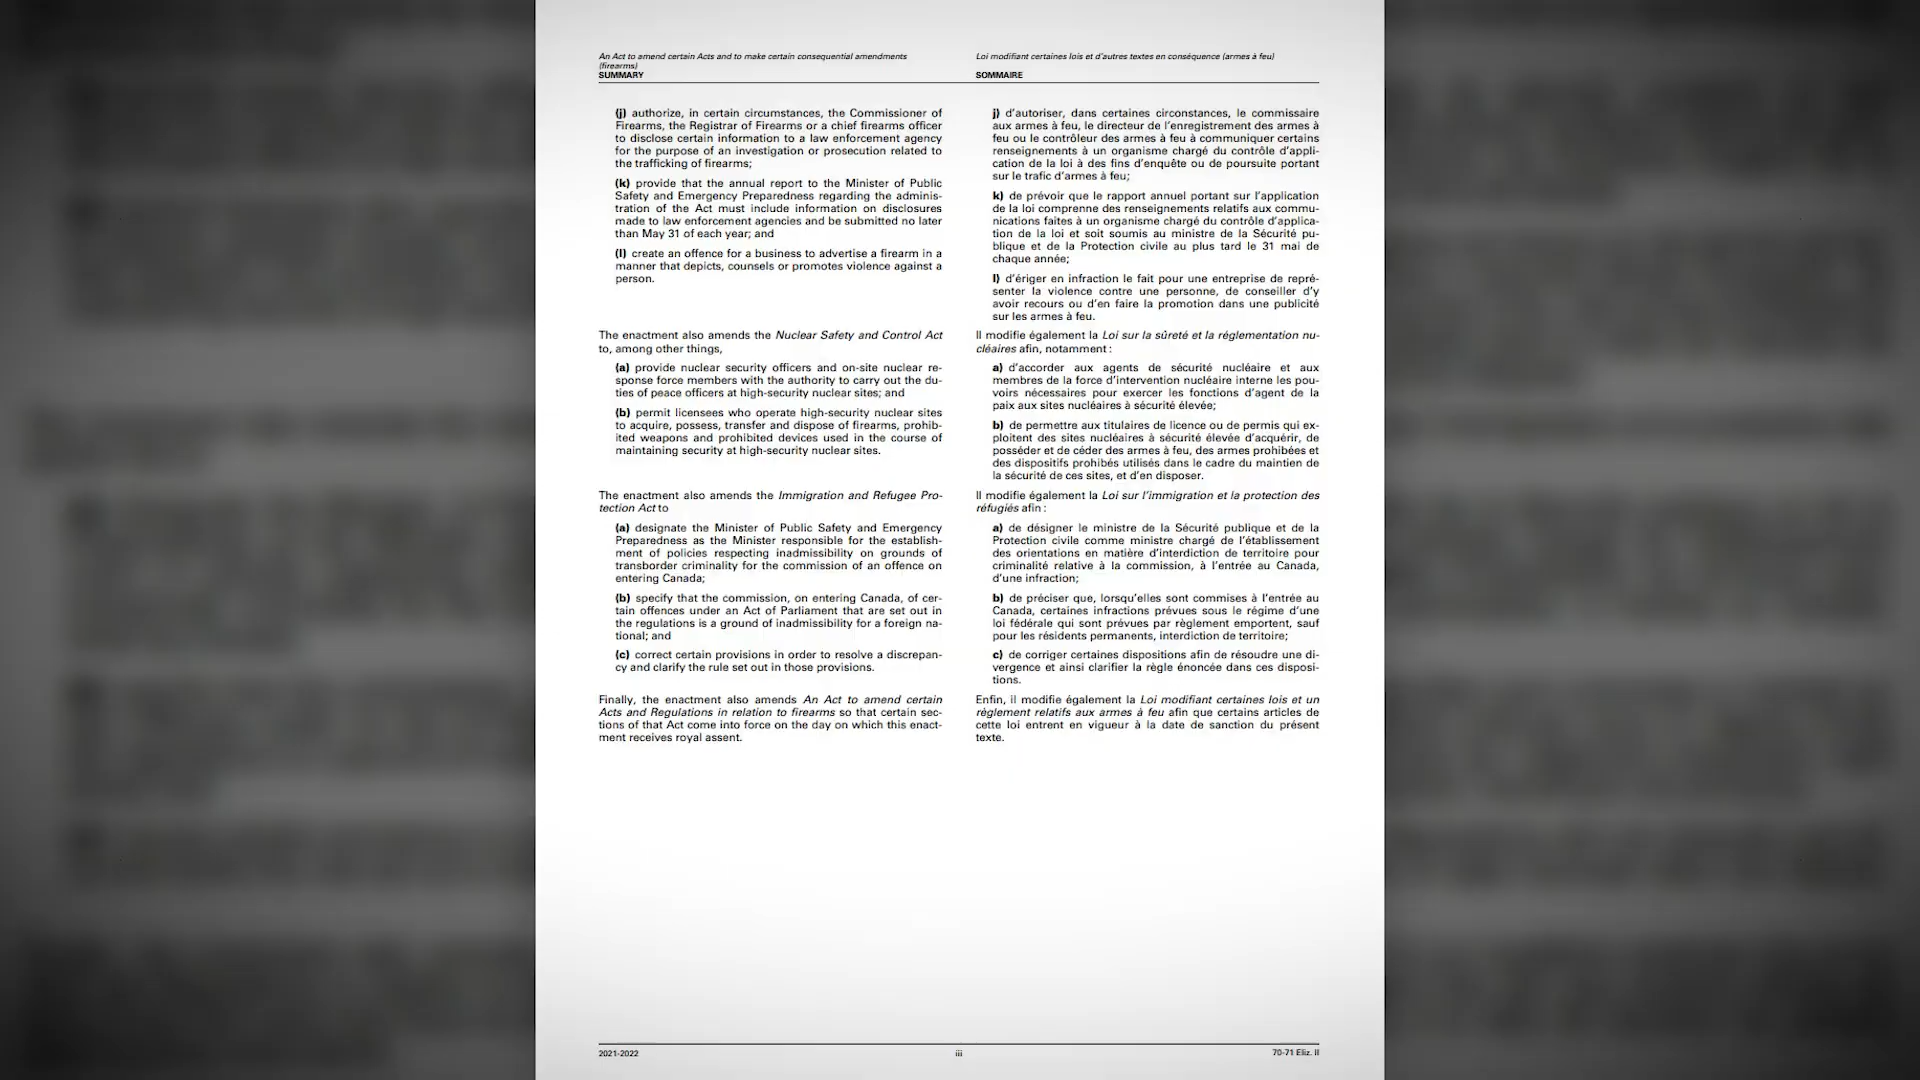 An Act to amend certain Acts and to make certain consequential amendments
(firearms)
SUMMARY
(j) authorize, in certain circumstances, the Commissioner of
Firearms, the Registrar of Firearms or a chief firearms officer
to disclose certain information to a law enforcement agency
for the purpose of an investigation or prosecution related to
the trafficking of firearms;
(k) provide that the annual report to the Minister of Public
Safety and Emergency Preparedness regarding the adminis-
tration of the Act must include information on disclosures
made to law enforcement agencies and be submitted no later
than May 31 of each year; and
(l) create an offence for a business to advertise a firearm in a
manner that depicts, counsels or promotes violence against a
person.
The enactment also amends the Nuclear Safety and Control Act
to, among other things,
(a) provide nuclear security officers and on-site nuclear re-
sponse force members with the authority to carry out the du-
ties of peace officers at high-security nuclear sites; and
(b) permit licensees who operate high-security nuclear sites
to acquire, possess, transfer and dispose of firearms, prohib-
ited weapons and prohibited devices used in the course of
maintaining security at high-security nuclear sites.
The enactment also amends the Immigration and Refugee Pro-
tection Act to
(a) designate the Minister of Public Safety and Emergency
Preparedness as the Minister responsible for the establish-
ment of policies respecting inadmissibility on grounds of
transborder criminality for the commission of an offence on
entering Canada;
(b) specify that the commission, on entering Canada, of cer-
tain offences under an Act of Parliament that are set out in
the regulations is a ground of inadmissibility for a foreign na-
tional; and
(c) correct certain provisions in order to resolve a discrepan-
cy and clarify the rule set out in those provisions.
Finally, the enactment also amends An Act to amend certain
Acts and Regulations in relation to firearms so that certain sec-
tions of that Act come into force on the day on which this enact-
ment receives royal assent.
Loi modifiant certaines lois et d'autres textes en conséquence (armes à feu)
SOMMAIRE
j) d'autoriser, dans certaines circonstances, le commissaire
aux armes à feu, le directeur de l'enregistrement des armes à
feu ou le contrôleur des armes à feu à communiquer certains
renseignements à un organisme chargé du contrôle d'appli-
cation de la loi à des fins d'enquête ou de poursuite portant
sur le trafic d'armes à feu;
k) de prévoir que le rapport annuel portant sur l'application
de la loi comprenne des renseignements relatifs aux commu-
nications faites à un organisme chargé du contrôle d'applica-
tion de la loi et soit soumis au ministre de la Sécurité pu-
blique et de la Protection civile au plus tard le 31 mai de
chaque année;
l) d'ériger en infraction le fait pour une entreprise de repré-
senter la violence contre une personne, de conseiller d'y
avoir recours ou d'en faire la promotion dans une publicité
sur les armes à feu.
Il modifie également la Loi sur la sûreté et la réglementation nu-
cléaires afin, notamment :
a) d'accorder aux agents de sécurité nucléaire et aux
membres de la force d'intervention nucléaire interne les pou-
voirs nécessaires pour exercer les fonctions d'agent de la
paix aux sites nucléaires à sécurité élevée;
b) de permettre aux titulaires de licence ou de permis qui ex-
ploitent des sites nucléaires à sécurité élevée d'acquérir, de
posséder et de céder des armes à feu, des armes prohibées et
des dispositifs prohibés utilisés dans le cadre du maintien de
la sécurité de ces sites, et d'en disposer.
Il modifie également la Loi sur l'immigration et la protection des
réfugiés afin :
a) de désigner le ministre de la Sécurité publique et de la
Protection civile comme ministre chargé de l'établissement
des orientations en matière d'interdiction de territoire pour
criminalité relative à la commission, à l'entrée au Canada,
d'une infraction;
b) de préciser que, lorsqu'elles sont commises à l'entrée au
Canada, certaines infractions prévues sous le régime d'une
loi fédérale qui sont prévues par règlement emportent, sauf
pour les résidents permanents, interdiction de territoire;
c) de corriger certaines dispositions afin de résoudre une di-
vergence et ainsi clarifier la règle énoncée dans ces disposi-
tions.
Enfin, il modifie également la Loi modifiant certaines lois et un
règlement relatifs aux armes à feu afin que certains articles de
cette loi entrent en vigueur à la date de sanction du présent
texte.
2021-2022
iii
70-71 Eliz. II